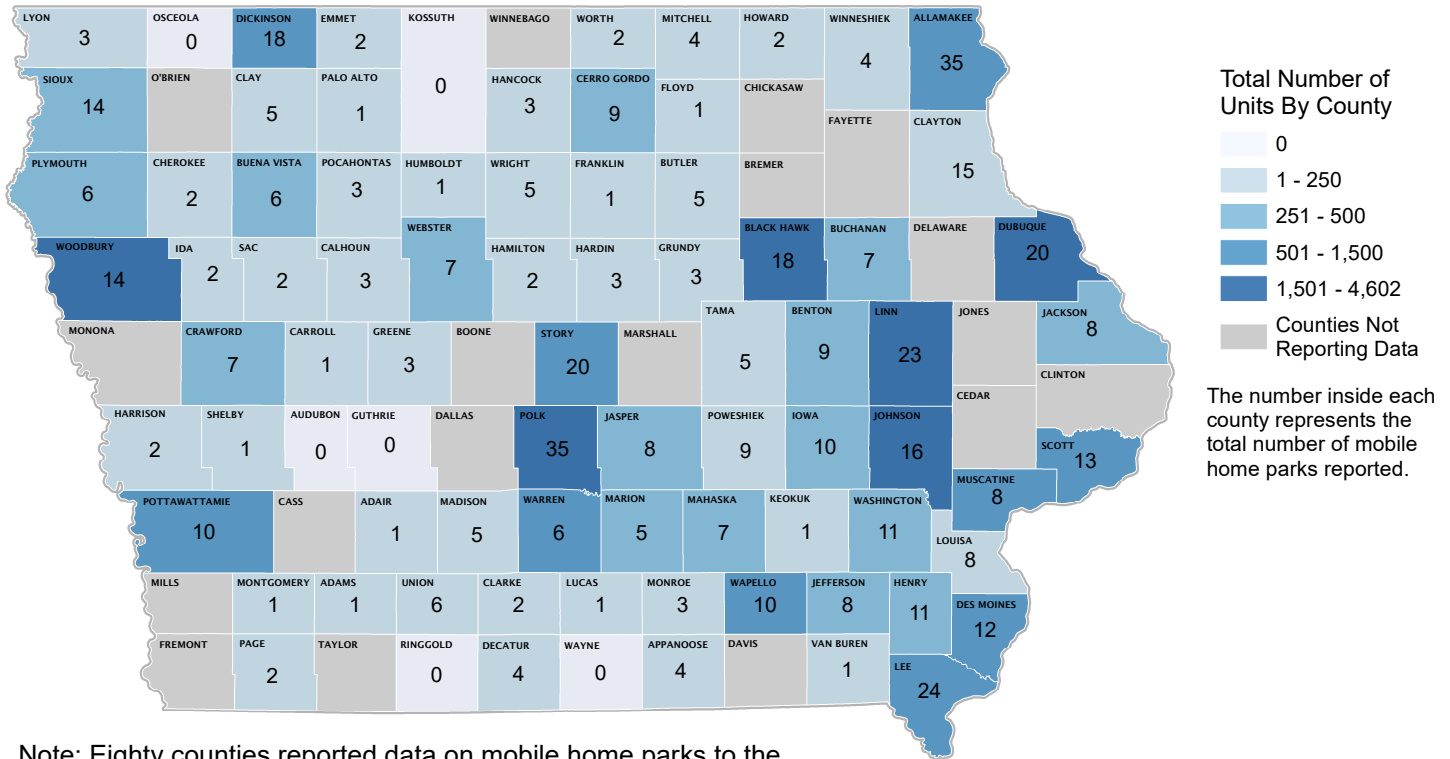 LYON
3
OSCEOLA
0
DICKINSON
18
EMMET
2
KOSSUTH
0
WINNEBAGO
WORTH
2
MITCHELL
4
HOWARD
2
WINNESHIEK
4
ALLAMAKEE
35
SIOUX
14
O'BRIEN
CLAY
5
PALO ALTO
1
HANCOCK
3
CERRO GORDO
9
FLOYD
1
CHICKASAW
FAYETTE
CLAYTON
15
PLYMOUTH
6
CHEROKEE
2
BUENA VISTA
6
POCAHONTAS
3
HUMBOLDT
1
WRIGHT
5
FRANKLIN
1
BUTLER
5
BREMER
WOODBURY
14
IDA
2
SAC
2
CALHOUN
3
WEBSTER
7
HAMILTON
2
HARDIN
3
GRUNDY
3
BLACK HAWK
18
BUCHANAN
7
DELAWARE
DUBUQUE
20
MONONA
CRAWFORD
7
CARROLL
1
GREENE
3
BOONE
STORY
20
MARSHALL
TAMA
5
BENTON
9
LINN
23
JONES
JACKSON
8
CLINTON
CEDAR
HARRISON
2
SHELBY
1
AUDUBON
0
GUTHRIE
0
DALLAS
POLK
35
JASPER
8
POWESHIEK
9
IOWA
10
JOHNSON
16
SCOTT
13
MUSCATINE
8
POTTAWATTAMIE
10
CASS
ADAIR
1
MADISON
5
WARREN
6
MARION
5
MAHASKA
7
KEOKUK
1
WASHINGTON
11
LOUISA
8
MILLS
MONTGOMERY
1
ADAMS
1
UNION
6
CLARKE
2
LUCAS
1
MONROE
3
WAPELLO
10
JEFFERSON
8
HENRY
11
DES MOINES
12
FREMONT
PAGE
2
TAYLOR
RINGGOLD
0
DECATUR
4
WAYNE
0
APPANOOSE
4
DAVIS
VAN BUREN
1
LEE
24
Total Number of
Units By County
0
1 - 250
251 - 500
501 - 1,500
1,501 - 4,602
Counties Not
Reporting Data
The number inside each
county represents the
total number of mobile
home parks reported.
Note: Eighty counties reported data on mobile home parks to the